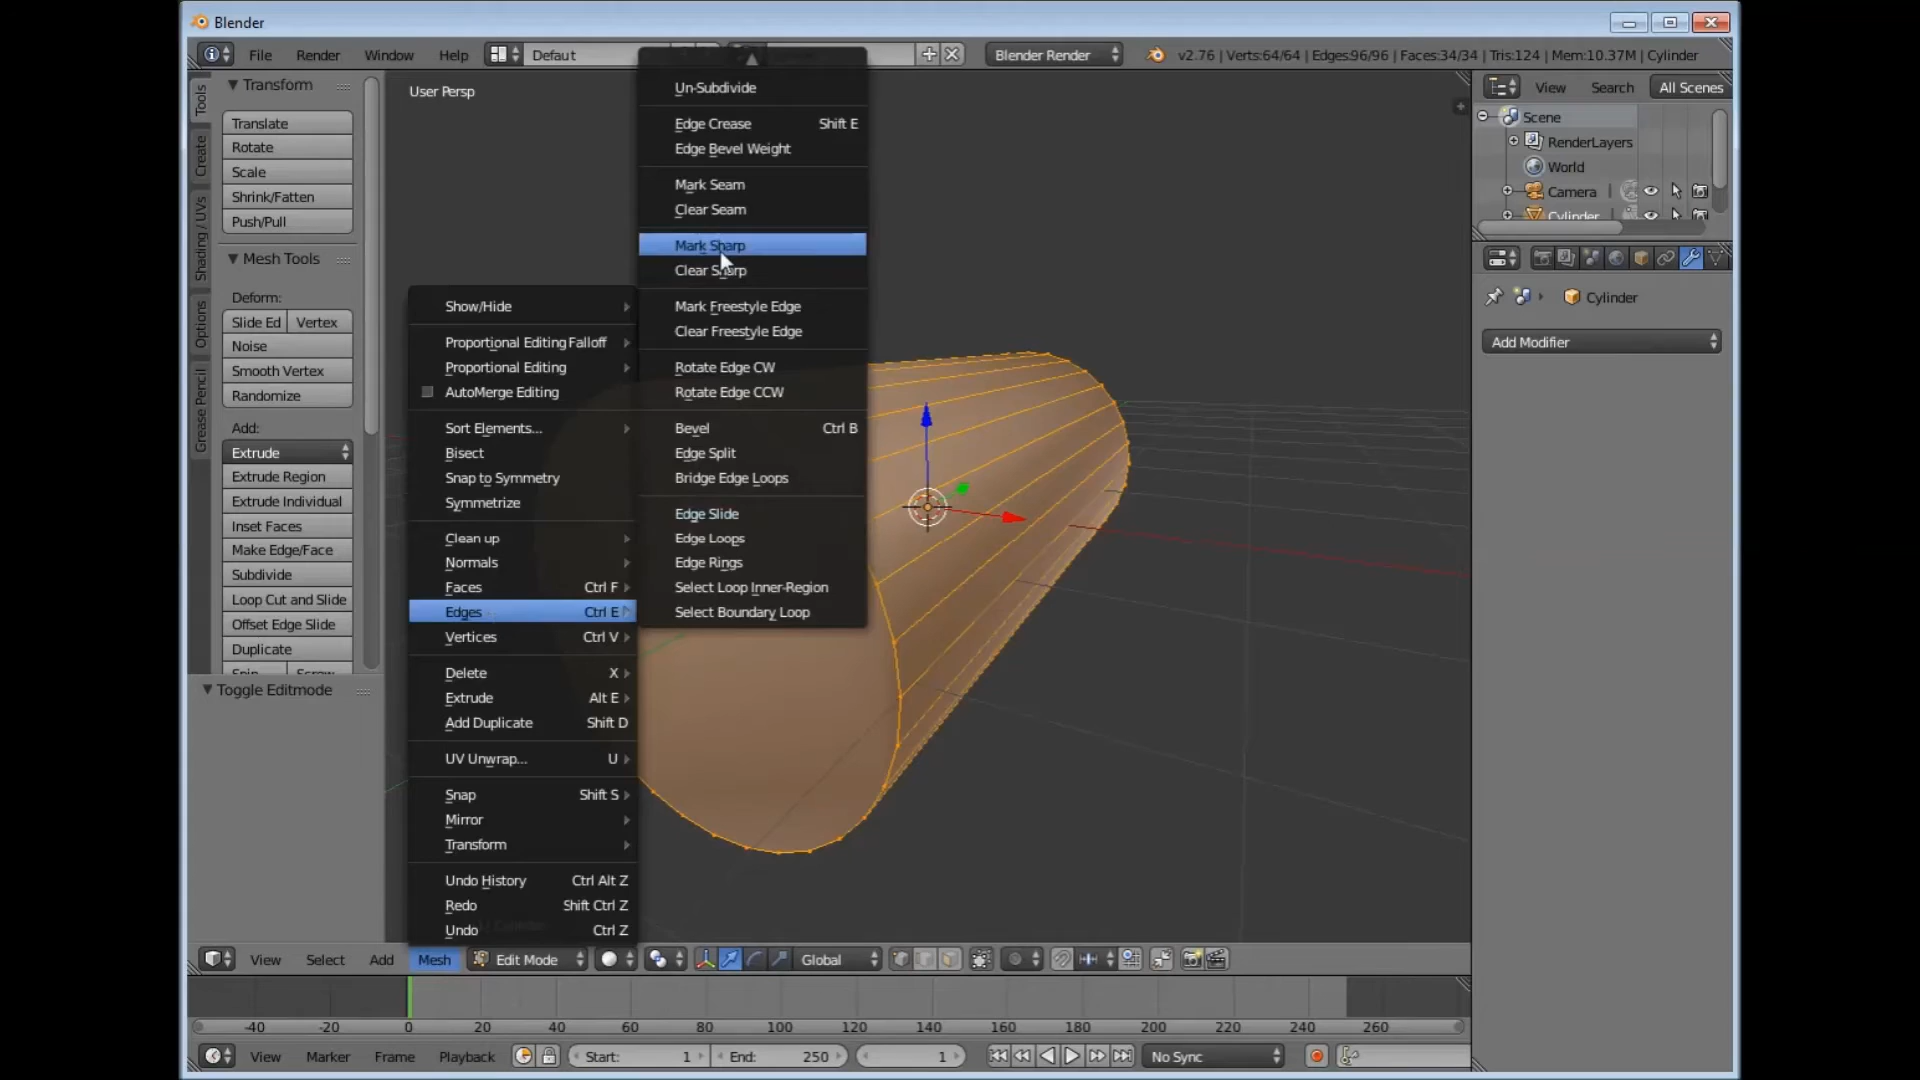 Blender
File Render Window Help Defaut Blender Render v2.76 | Verts:64/64 | Edges:96/96 | Faces:34/34 | Tris:124 | Mem:10.37M | Cylinder
Tools
Create
Shading / UVs
Options
Grease Pencil
Transform
Translate
Rotate
Scale
Shrink/Fatten
Push/Pull
Mesh Tools
Deform:
Slide Ed Vertex
Noise
Smooth Vertex
Randomize
Add:
Extrude
Extrude Region
Extrude Individual
Inset Faces
Make Edge/Face
Subdivide
Loop Cut and Slide
Offset Edge Slide
Duplicate
Spin Screw
Toggle Editmode
User Persp
Show/Hide
Proportional Editing Falloff
Proportional Editing
AutoMerge Editing
Sort Elements...
Bisect
Snap to Symmetry
Symmetrize
Clean up
Normals
Faces Ctrl F
Edges Ctrl E
Vertices Ctrl V
Delete X
Extrude Alt E
Add Duplicate Shift D
UV Unwrap... U
Snap Shift S
Mirror
Transform
Undo History Ctrl Alt Z
Redo Shift Ctrl Z
Undo Ctrl Z
Un-Subdivide
Edge Crease Shift E
Edge Bevel Weight
Mark Seam
Clear Seam
Mark Sharp
Clear Sharp
Mark Freestyle Edge
Clear Freestyle Edge
Rotate Edge CW
Rotate Edge CCW
Bevel Ctrl B
Edge Split
Bridge Edge Loops
Edge Slide
Edge Loops
Edge Rings
Select Loop Inner-Region
Select Boundary Loop
View Search All Scenes
Scene
RenderLayers
World
Camera
Cylinder
Cylinder
Add Modifier
View Select Add Mesh Edit Mode Global
-40 -20 0 20 40 60 80 100 120 140 160 180 200 220 240 260
View Marker Frame Playback Start: 1 End: 250 1 No Sync